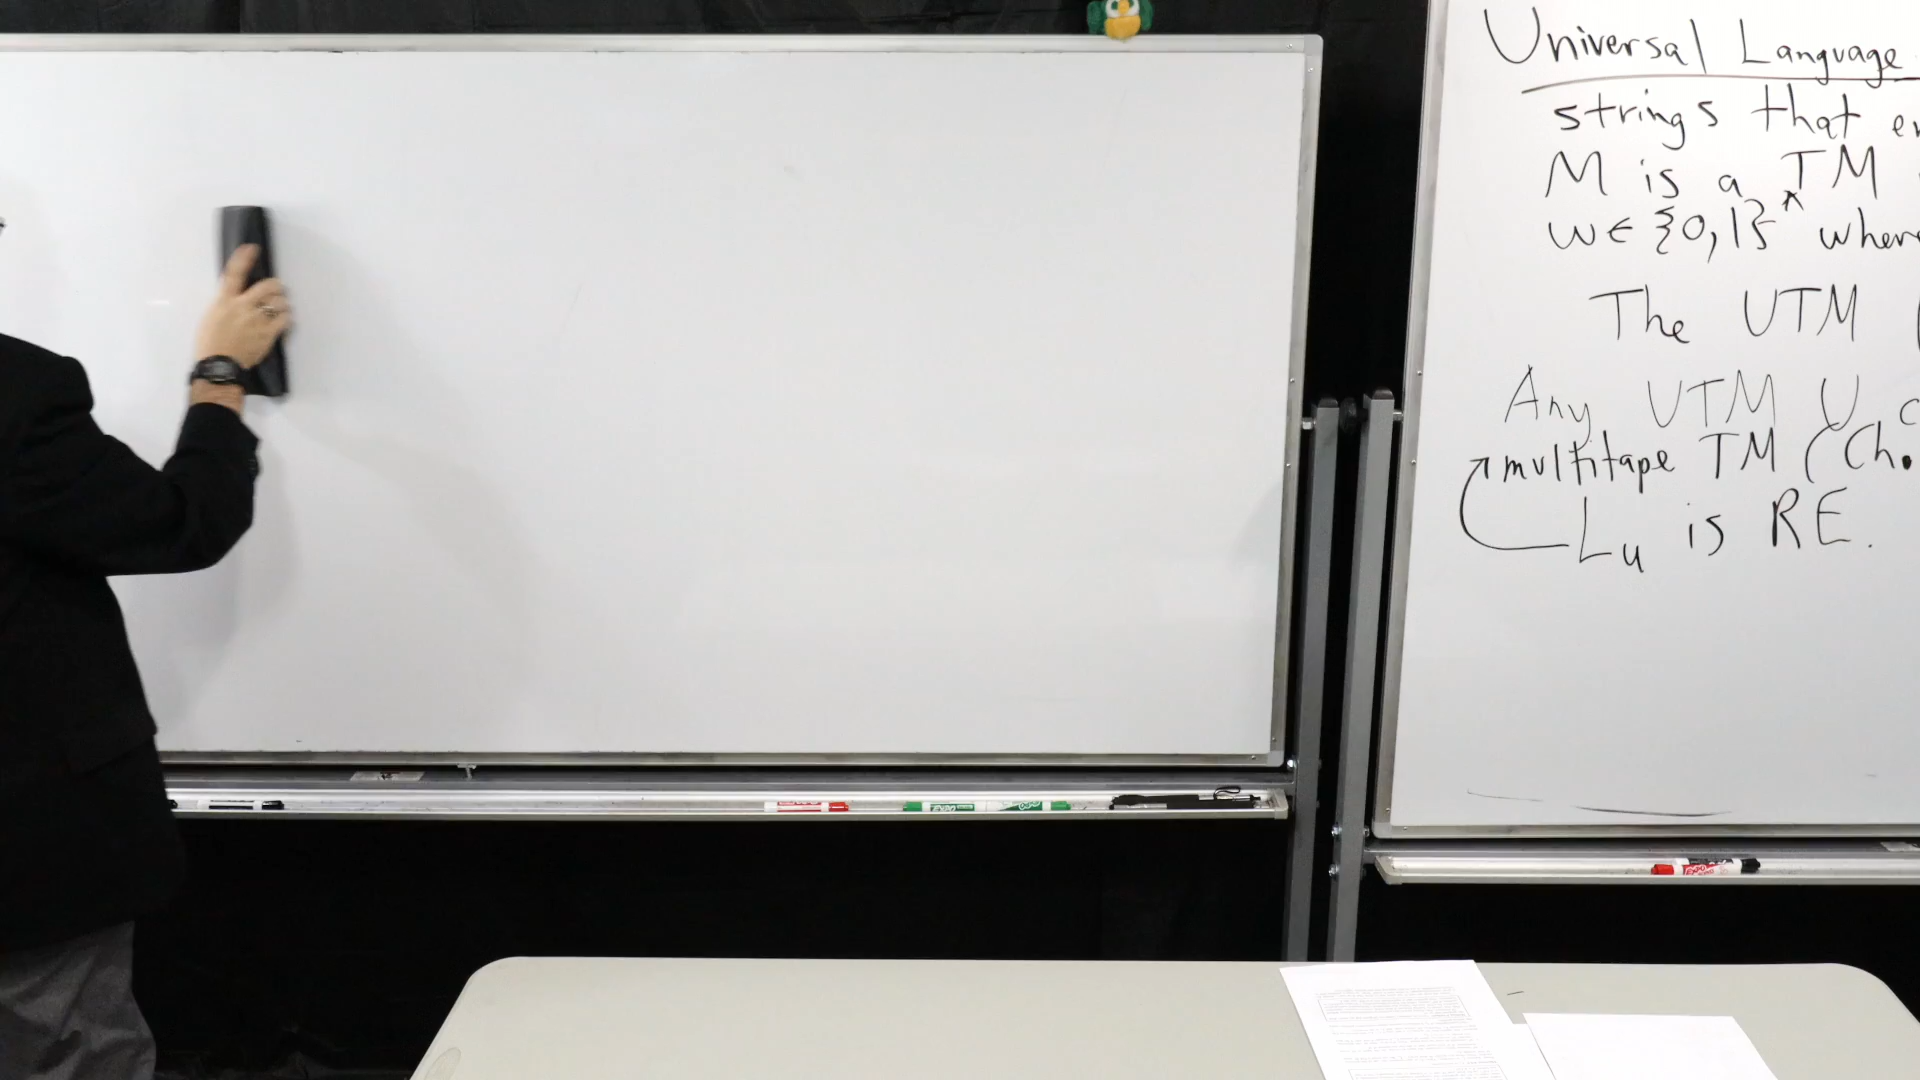 Universal Language
strings that
M is a TM
w ∈ {0,1}* where
The UTM
Any UTM U
multitape TM (Ch.
Lu is RE.
EXPO